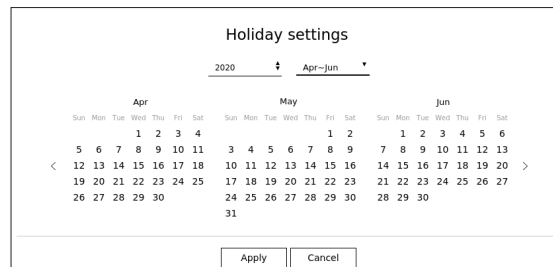 Holiday settings
2020 Apr~Jun
Apr May Jun
Sun Mon Tue Wed Thu Fri Sat Sun Mon Tue Wed Thu Fri Sat Sun Mon Tue Wed Thu Fri Sat
1 2 3 4 1 2 1 2 3 4 5 6
5 6 7 8 9 10 11 3 4 5 6 7 8 9 7 8 9 10 11 12 13
12 13 14 15 16 17 18 10 11 12 13 14 15 16 14 15 16 17 18 19 20
19 20 21 22 23 24 25 17 18 19 20 21 22 23 21 22 23 24 25 26 27
26 27 28 29 30 24 25 26 27 28 29 30 28 29 30
31
Apply Cancel